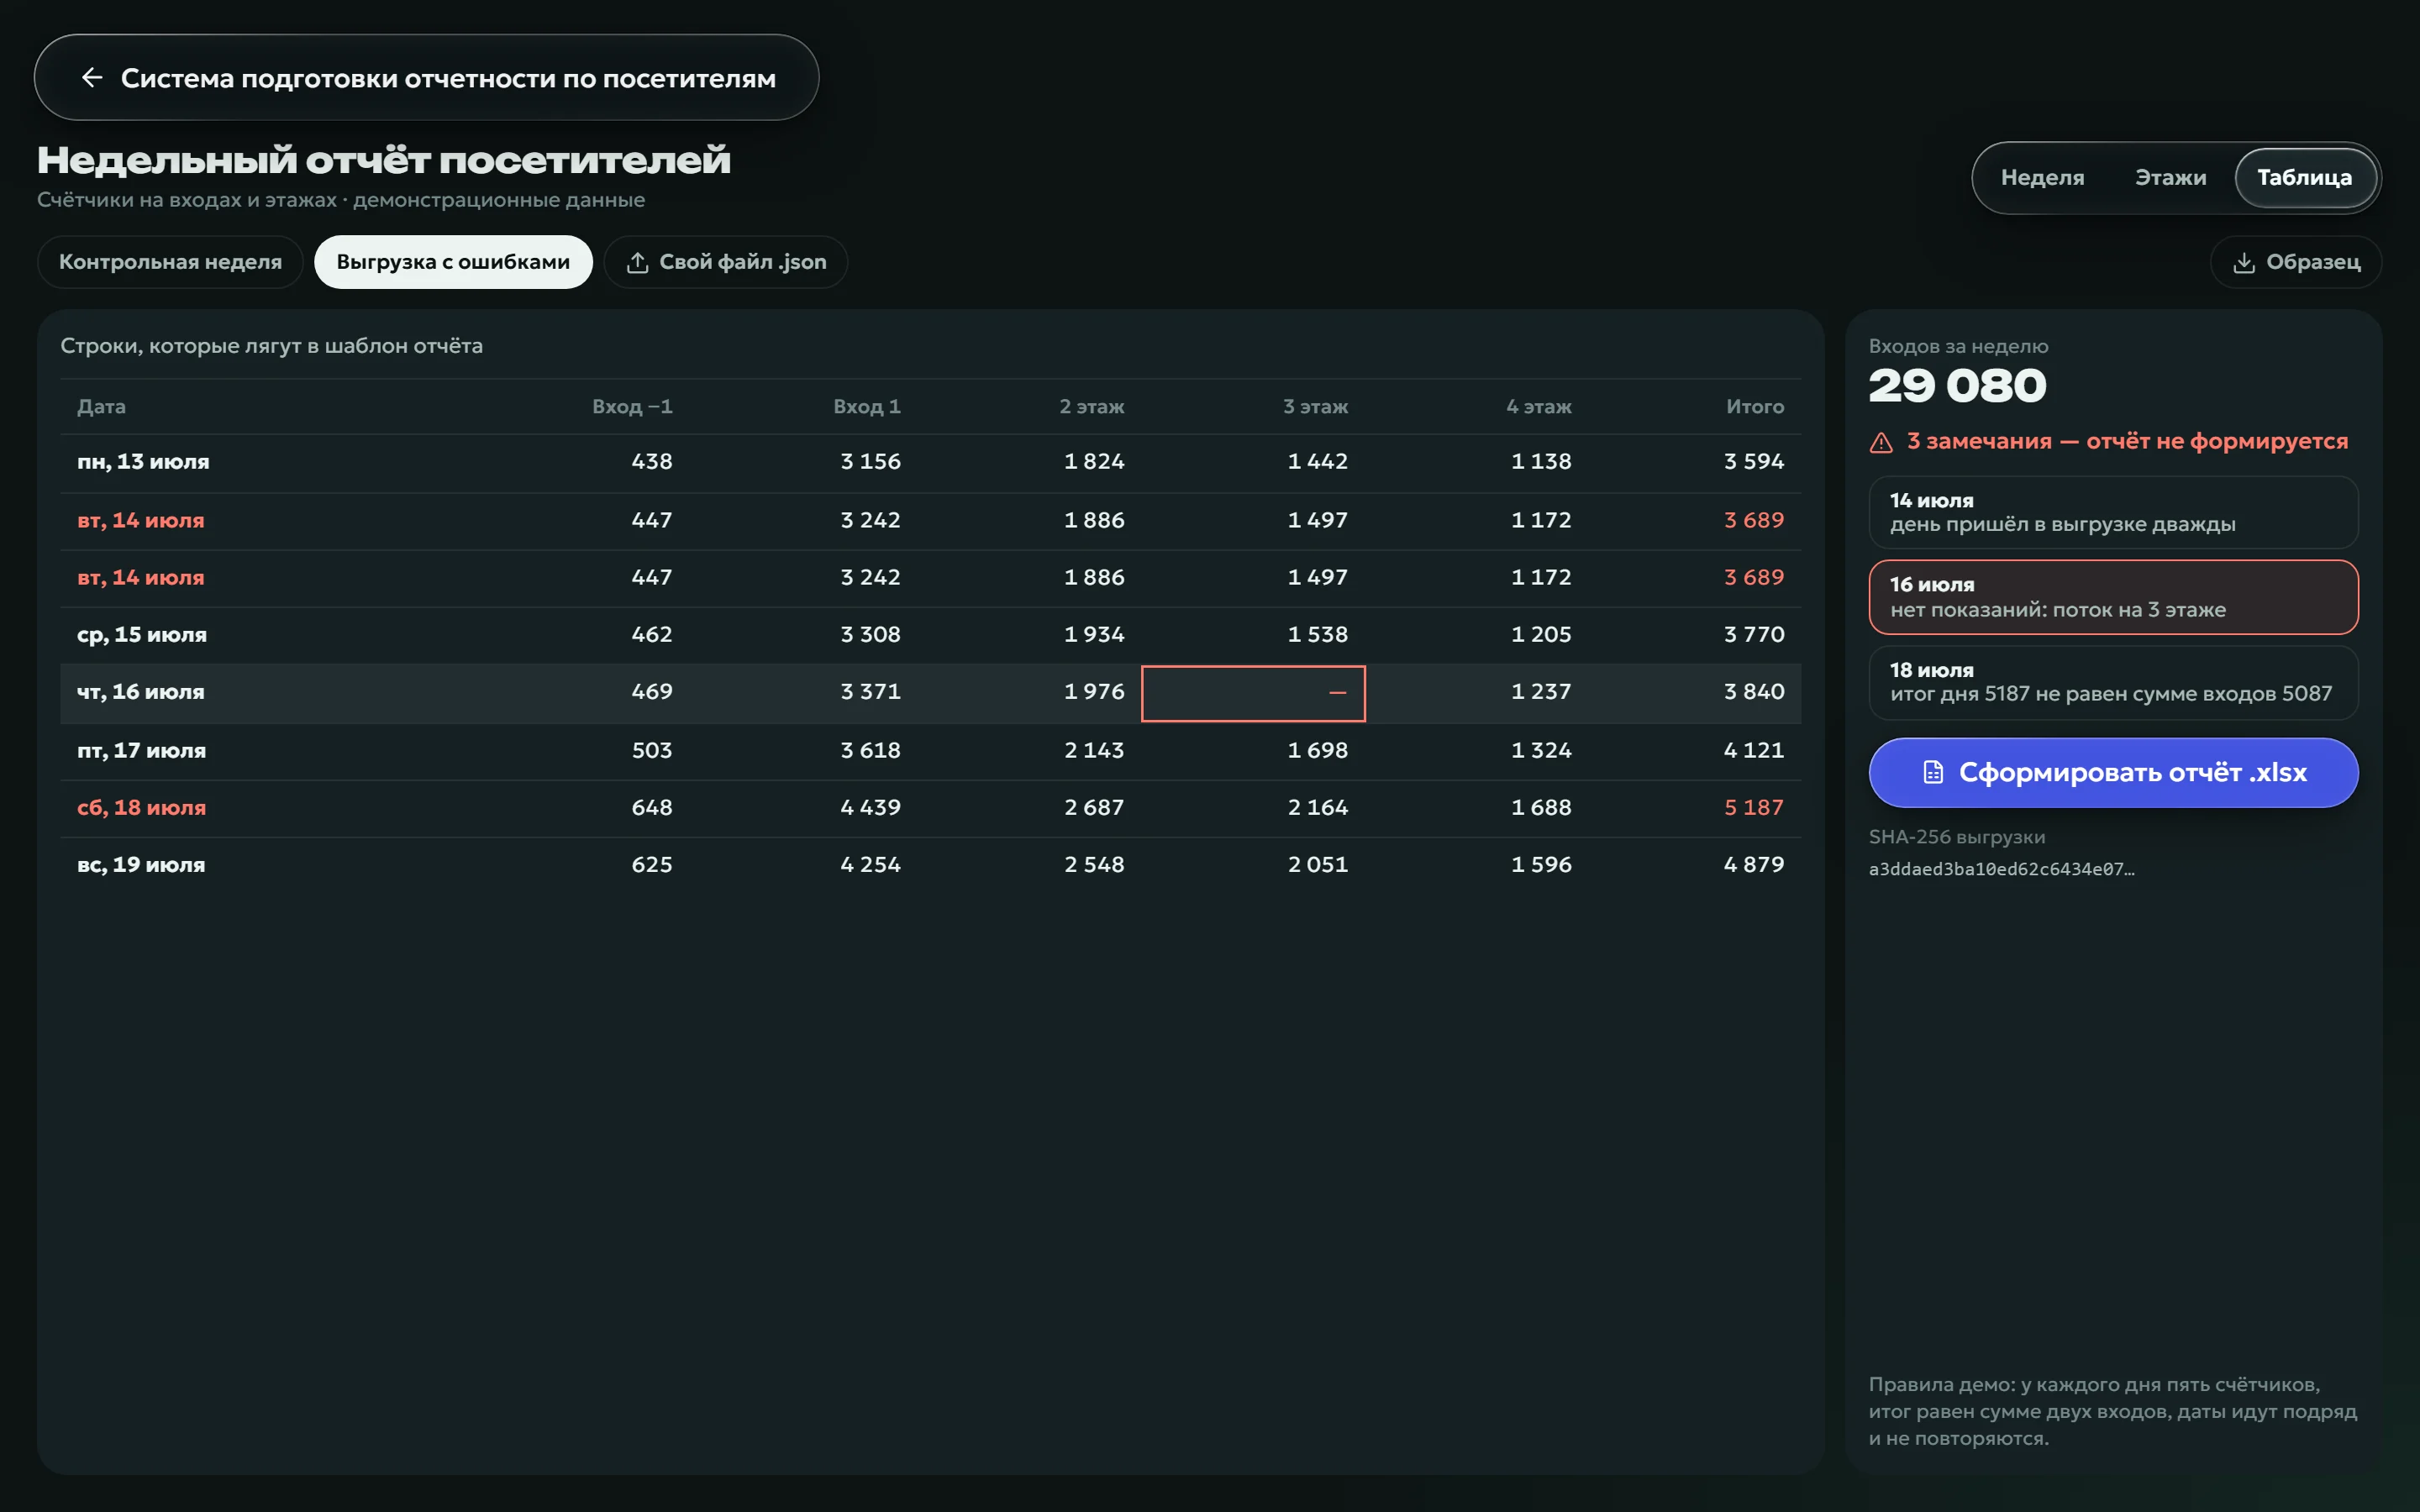 Система подготовки отчетности по посетителям
Недельный отчёт посетителей
Счётчики на входах и этажах · демонстрационные данные
Неделя Этажи Таблица
Контрольная неделя Выгрузка с ошибками Свой файл .json Образец
Строки, которые лягут в шаблон отчёта
Дата Вход −1 Вход 1 2 этаж 3 этаж 4 этаж Итого
пн, 13 июля 438 3 156 1 824 1 442 1 138 3 594
вт, 14 июля 447 3 242 1 886 1 497 1 172 3 689
вт, 14 июля 447 3 242 1 886 1 497 1 172 3 689
ср, 15 июля 462 3 308 1 934 1 538 1 205 3 770
чт, 16 июля 469 3 371 1 976 — 1 237 3 840
пт, 17 июля 503 3 618 2 143 1 698 1 324 4 121
сб, 18 июля 648 4 439 2 687 2 164 1 688 5 187
вс, 19 июля 625 4 254 2 548 2 051 1 596 4 879
Входов за неделю
29 080
3 замечания — отчёт не формируется
14 июля
день пришёл в выгрузке дважды
16 июля
нет показаний: поток на 3 этаже
18 июля
итог дня 5187 не равен сумме входов 5087
Сформировать отчёт .xlsx
SHA-256 выгрузки
a3ddaed3ba10ed62c6434e07…
Правила демо: у каждого дня пять счётчиков,
итог равен сумме двух входов, даты идут подряд
и не повторяются.